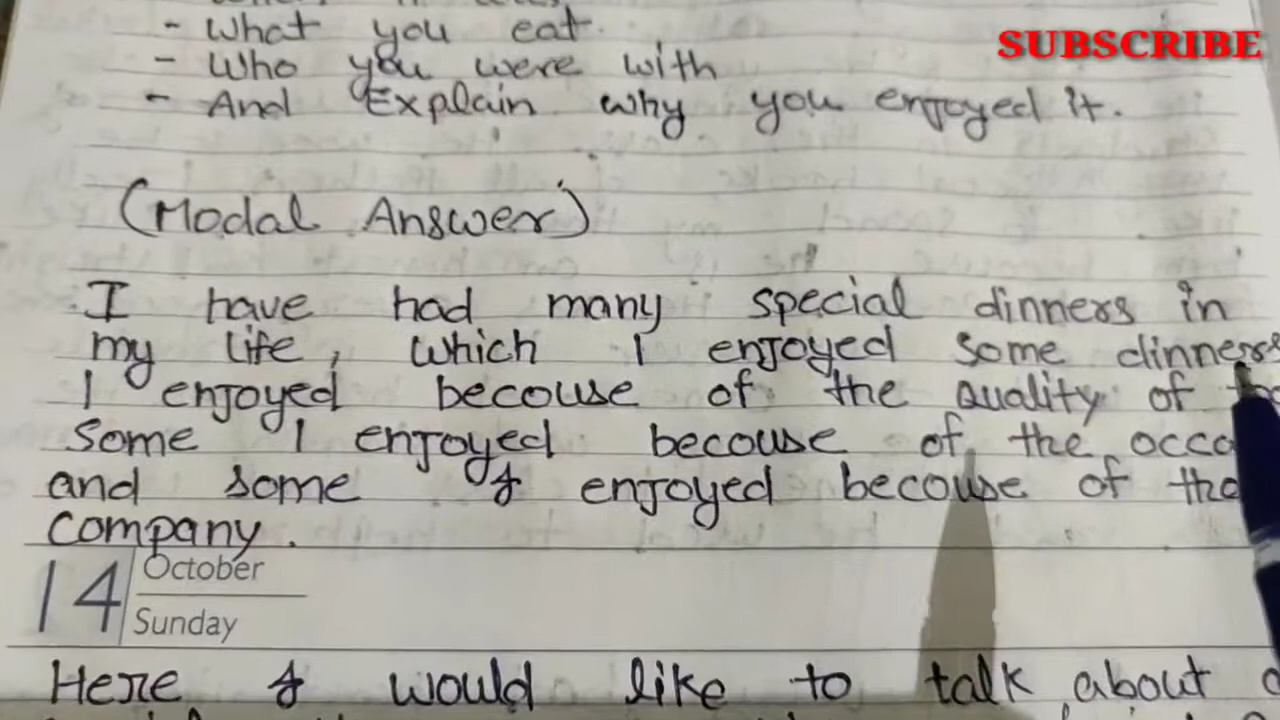 - What you eat.
SUBSCRIBE
- Who you were with
- And Explain why you enjoyed it.
(Modal Answer)
I have had many special dinners in
my life, which I enjoyed some dinners
I enjoyed becouse of the quality of
Some I enjoyed becouse of the occa
and some I enjoyed becouse of the
company.
14 October
Sunday
Here I would like to talk about